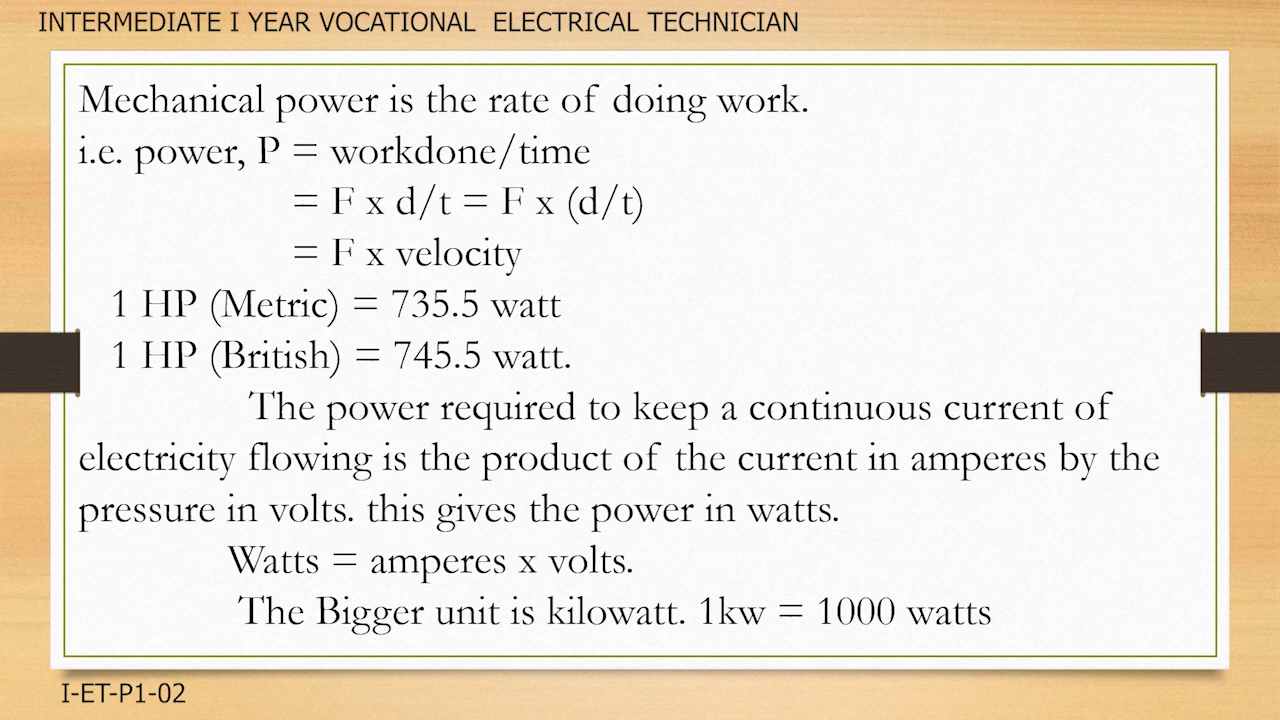 INTERMEDIATE I YEAR VOCATIONAL  ELECTRICAL TECHNICIAN
Mechanical power is the rate of doing work.
i.e. power, P = workdone/time
= F x d/t = F x (d/t)
= F x velocity
1 HP (Metric) = 735.5 watt
1 HP (British) = 745.5 watt.
The power required to keep a continuous current of
electricity flowing is the product of the current in amperes by the
pressure in volts. this gives the power in watts.
Watts = amperes x volts.
The Bigger unit is kilowatt. 1kw = 1000 watts
I-ET-P1-02